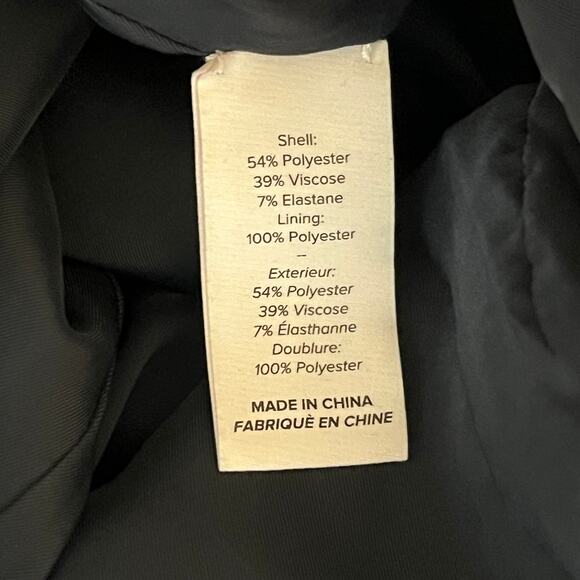 Shell:
54% Polyester
39% Viscose
7% Elastane
Lining:
100% Polyester
--
Exterieur:
54% Polyester
39% Viscose
7% Élasthanne
Doublure:
100% Polyester
MADE IN CHINA
FABRIQUÈ EN CHINE